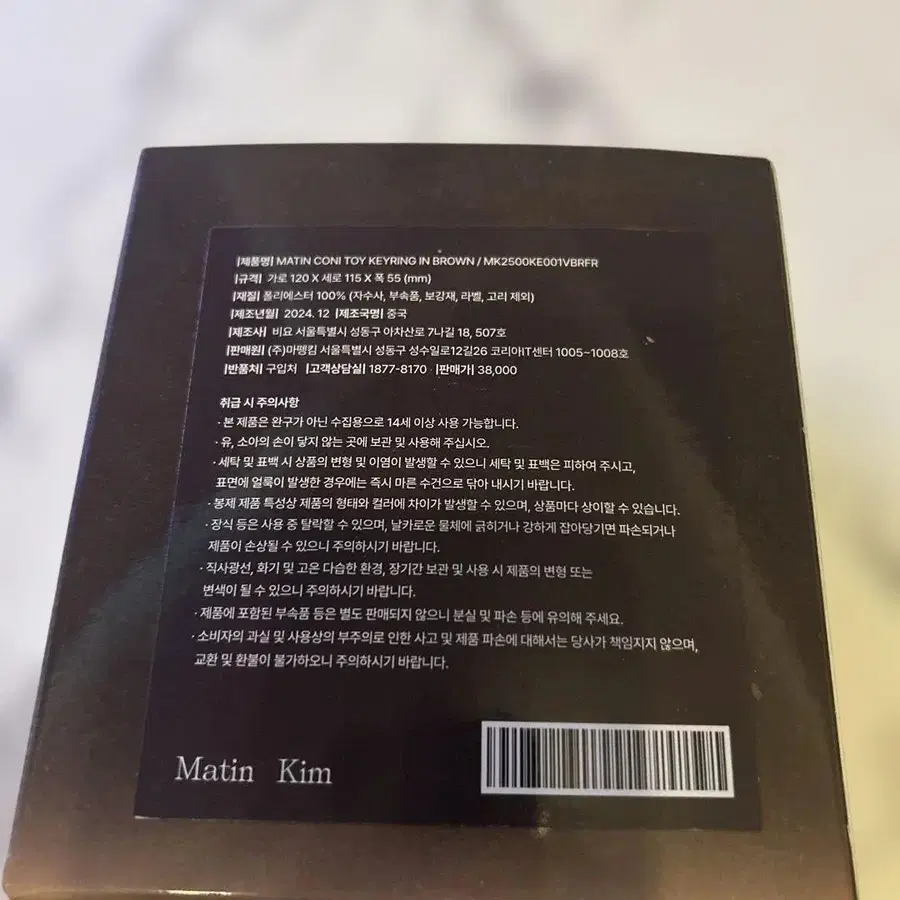 |제품명| MATIN CONI TOY KEYRING IN BROWN / MK2500KE001VBRFR
|규격| 가로 120 X 세로 115 X 폭 55 (mm)
|재질| 폴리에스터 100% (자수사, 부속품, 보강재, 라벨, 고리 제외)
|제조년월| 2024. 12 |제조국명| 중국
|제조사| 비요 서울특별시 성동구 아차산로 7나길 18, 507호
|판매원| (주)마뗑킴 서울특별시 성동구 성수일로12길26 코리아IT센터 1005~1008호
|반품처| 구입처 |고객상담실| 1877-8170 |판매가| 38,000
취급 시 주의사항
· 본 제품은 완구가 아닌 수집용으로 14세 이상 사용 가능합니다.
· 유, 소아의 손이 닿지 않는 곳에 보관 및 사용해 주십시오.
· 세탁 및 표백 시 상품의 변형 및 이염이 발생할 수 있으니 세탁 및 표백은 피하여 주시고,
표면에 얼룩이 발생한 경우에는 즉시 마른 수건으로 닦아 내시기 바랍니다.
· 봉제 제품 특성상 제품의 형태와 컬러에 차이가 발생할 수 있으며, 상품마다 상이할 수 있습니다.
· 장식 등은 사용 중 탈락할 수 있으며, 날카로운 물체에 긁히거나 강하게 잡아당기면 파손되거나
제품이 손상될 수 있으니 주의하시기 바랍니다.
· 직사광선, 화기 및 고온 다습한 환경, 장기간 보관 및 사용 시 제품의 변형 또는
변색이 될 수 있으니 주의하시기 바랍니다.
· 제품에 포함된 부속품 등은 별도 판매되지 않으니 분실 및 파손 등에 유의해 주세요.
· 소비자의 과실 및 사용상의 부주의로 인한 사고 및 제품 파손에 대해서는 당사가 책임지지 않으며,
교환 및 환불이 불가하오니 주의하시기 바랍니다.
Matin Kim